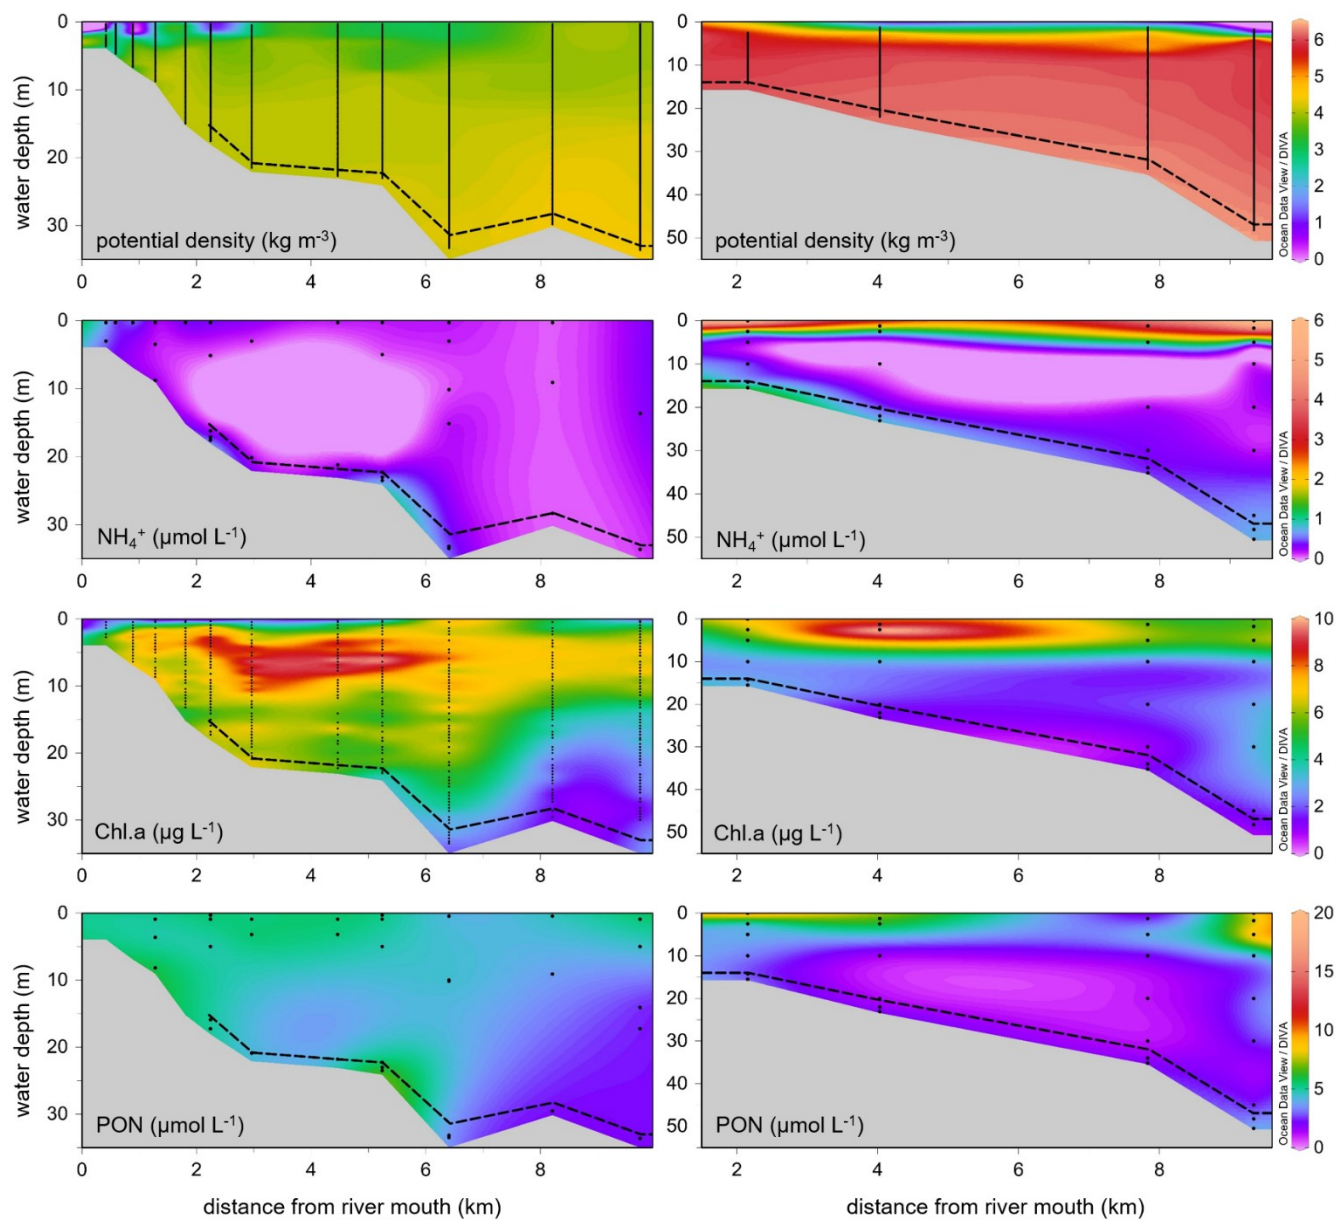 0
10
20
30
water depth (m)
potential density (kg m⁻³)
0 2 4 6 8
0
10
20
30
40
50
potential density (kg m⁻³)
2 4 6 8
6
5
4
3
2
1
0
Ocean Data View / DIVA
0
10
20
30
water depth (m)
NH₄⁺ (µmol L⁻¹)
0 2 4 6 8
0
10
20
30
40
50
NH₄⁺ (µmol L⁻¹)
2 4 6 8
6
5
4
3
2
1
0
Ocean Data View / DIVA
0
10
20
30
water depth (m)
Chl.a (µg L⁻¹)
0 2 4 6 8
0
10
20
30
40
50
Chl.a (µg L⁻¹)
2 4 6 8
10
8
6
4
2
0
Ocean Data View / DIVA
0
10
20
30
water depth (m)
PON (µmol L⁻¹)
0 2 4 6 8
distance from river mouth (km)
0
10
20
30
40
50
PON (µmol L⁻¹)
2 4 6 8
distance from river mouth (km)
20
15
10
5
0
Ocean Data View / DIVA